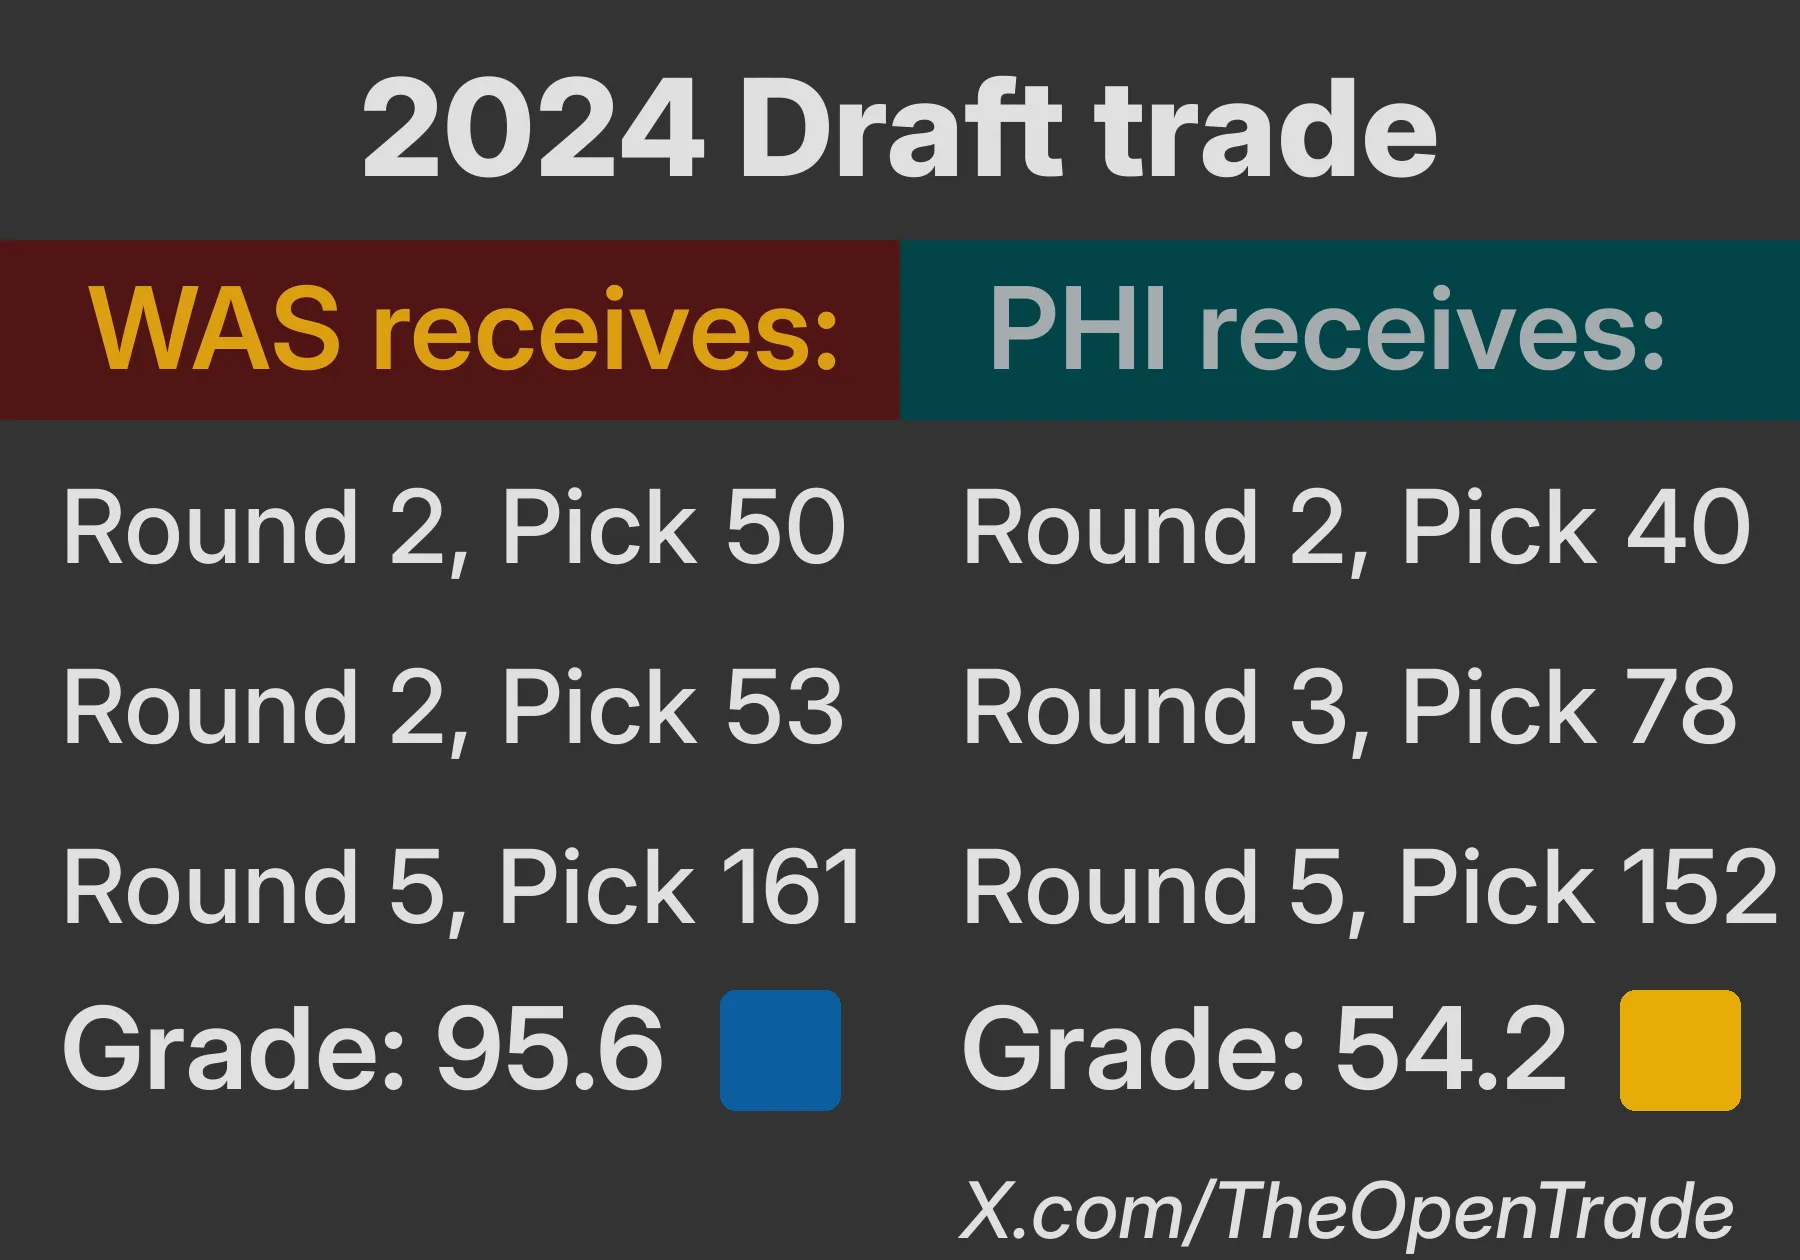 2024 Draft trade
WAS receives:
PHI receives:
Round 2, Pick 50
Round 2, Pick 40
Round 2, Pick 53
Round 3, Pick 78
Round 5, Pick 161
Round 5, Pick 152
Grade: 95.6
Grade: 54.2
X.com/TheOpenTrade